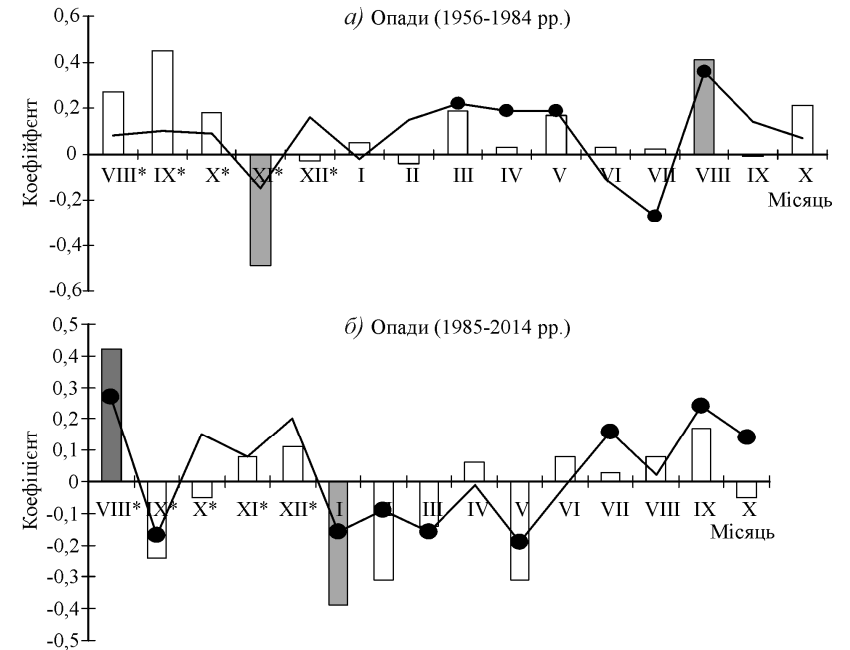 а) Опади (1956-1984 рр.)
Коефійфєнт
0,6
0,4
0,2
0
-0,2
-0,4
-0,6
VIII* IX* X* XI* XII* I II III IV V VI VII VIII IX X
Місяць
б) Опади (1985-2014 рр.)
Коефіцієнт
0,5
0,4
0,3
0,2
0,1
0
-0,1
-0,2
-0,3
-0,4
-0,5
VIII* IX* X* XI* XII* I II III IV V VI VII VIII IX X
Місяць